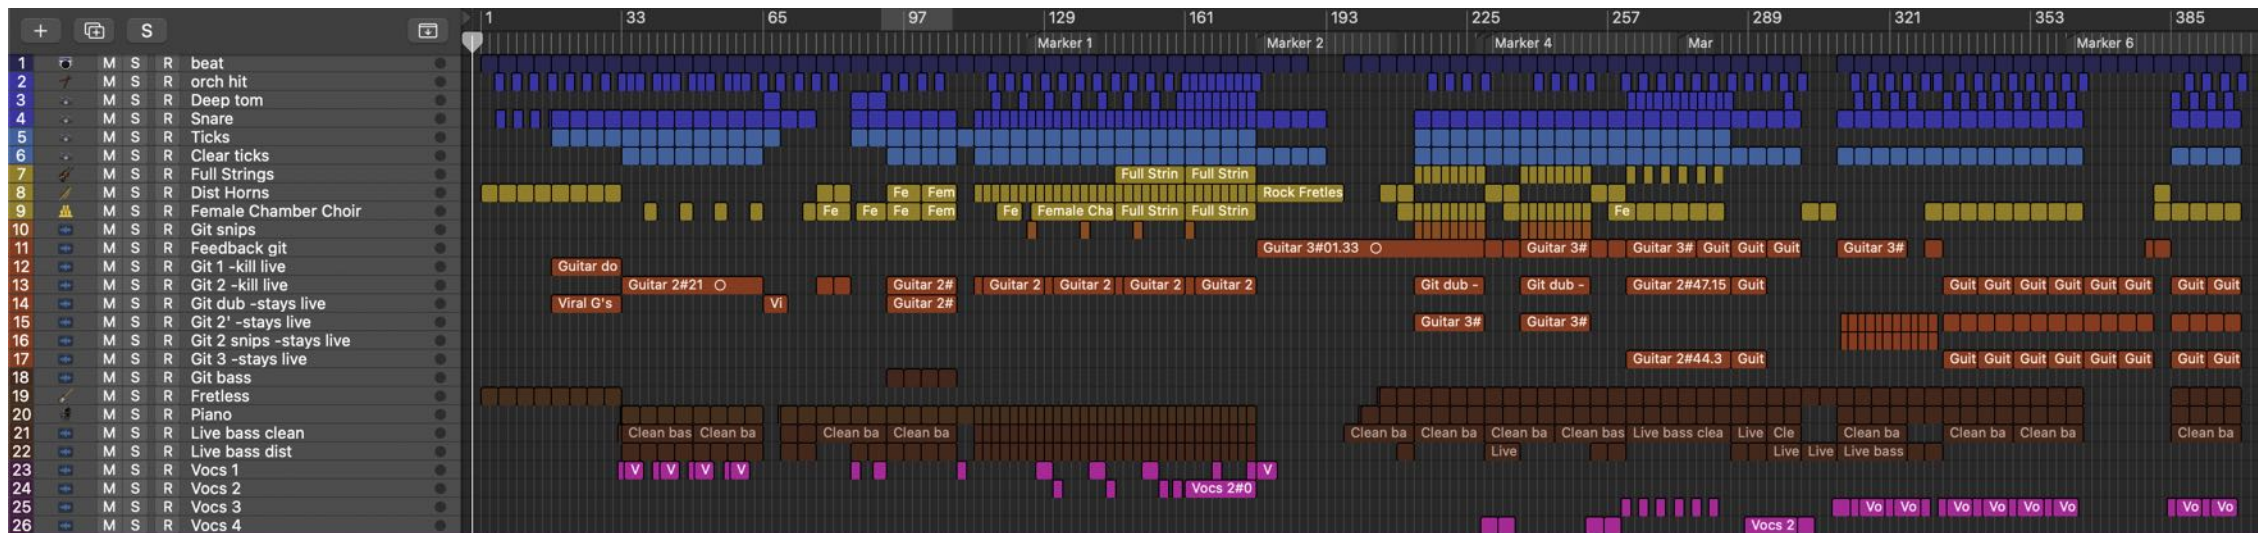 + S 1 33 65 97 129 161 193 225 257 289 321 353 385
Marker 1 Marker 2 Marker 4 Mar Marker 6
1 M S R beat
2 M S R orch hit
3 M S R Deep tom
4 M S R Snare
5 M S R Ticks
6 M S R Clear ticks
7 M S R Full Strings Full Strin Full Strin
8 M S R Dist Horns Fe Fem Rock Fretles
9 M S R Female Chamber Choir Fe Fe Fe Fem Fe Female Cha Full Strin Full Strin Fe
10 M S R Git snips
11 M S R Feedback git Guitar 3#01.33 Guitar 3# Guitar 3# Guit Guit Guit Guitar 3#
12 M S R Git 1 -kill live Guitar do
13 M S R Git 2 -kill live Guitar 2#21 Guitar 2# Guitar 2 Guitar 2 Guitar 2 Guitar 2 Git dub - Git dub - Guitar 2#47.15 Guit Guit Guit Guit Guit Guit Guit Guit Guit
14 M S R Git dub -stays live Viral G's Vi Guitar 2#
15 M S R Git 2' -stays live Guitar 3# Guitar 3#
16 M S R Git 2 snips -stays live
17 M S R Git 3 -stays live Guitar 2#44.3 Guit Guit Guit Guit Guit Guit Guit Guit Guit
18 M S R Git bass
19 M S R Fretless
20 M S R Piano
21 M S R Live bass clean Clean bas Clean ba Clean ba Clean ba Clean ba Clean ba Clean ba Clean bas Live bass clea Live Cle Clean ba Clean ba Clean ba Clean ba
22 M S R Live bass dist Live Live Live Live bass
23 M S R Vocs 1 V V V V V
24 M S R Vocs 2 Vocs 2#0
25 M S R Vocs 3 Vo Vo Vo Vo Vo Vo Vo Vo
26 M S R Vocs 4 Vocs 2